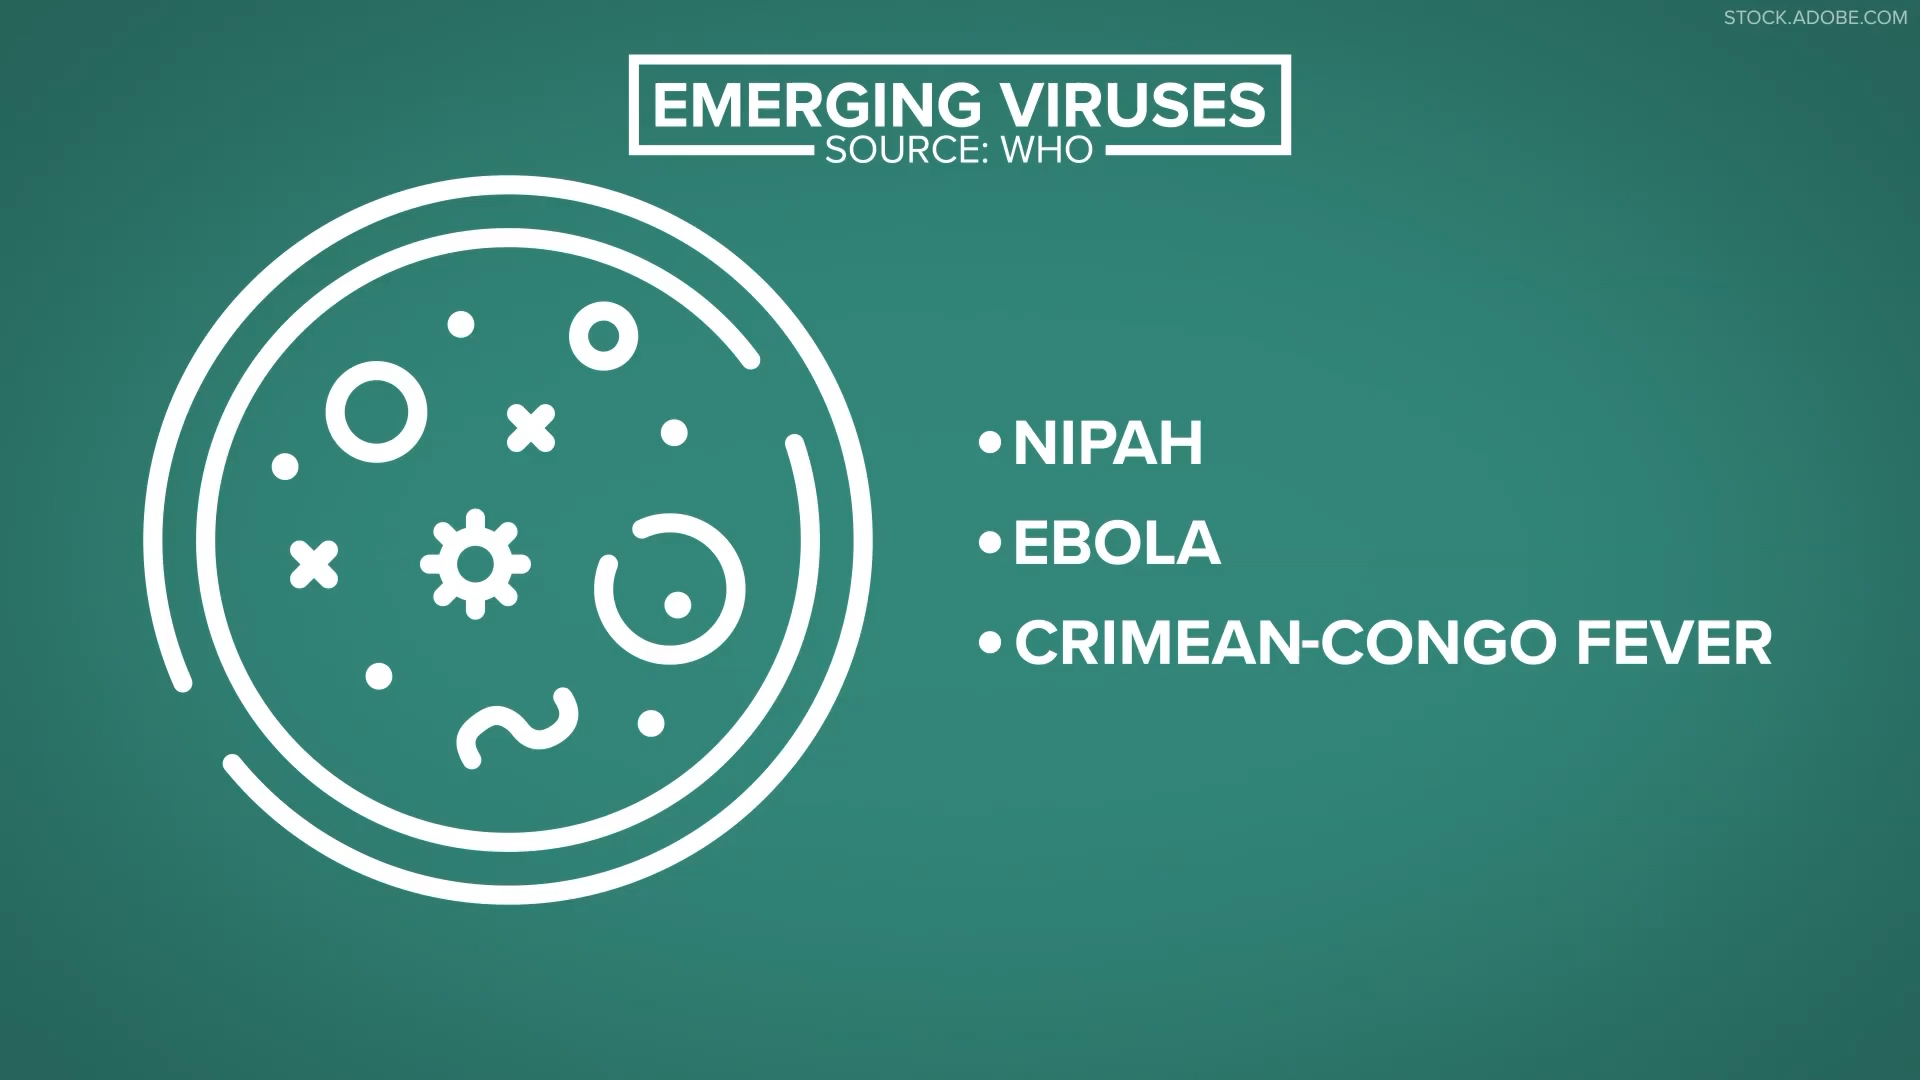 STOCK.ADOBE.COM
EMERGING VIRUSES
SOURCE: WHO
• NIPAH
• EBOLA
• CRIMEAN-CONGO FEVER